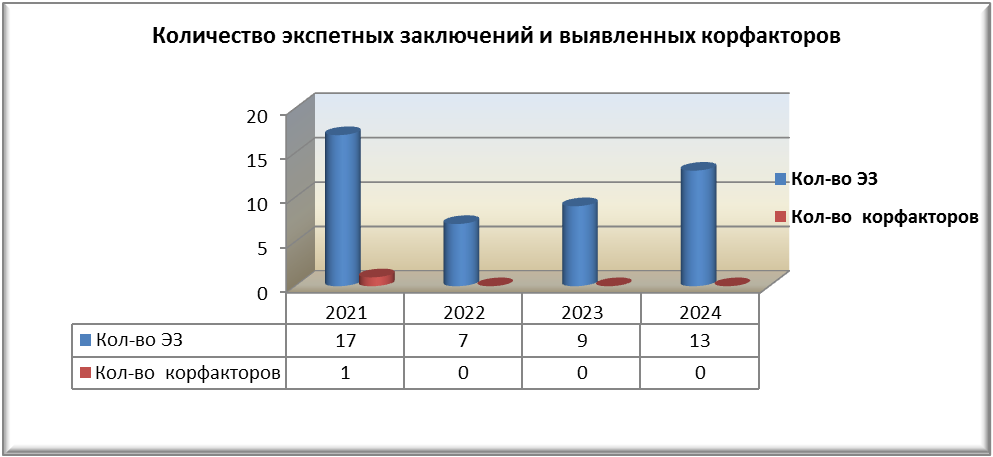 Количество экспетных заключений и выявленных корфакторов
20
15
10
5
0
Кол-во ЭЗ
Кол-во корфакторов
2021 2022 2023 2024
Кол-во ЭЗ 17 7 9 13
Кол-во корфакторов 1 0 0 0